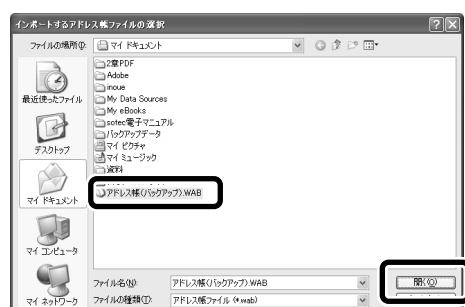 インポートするアドレス帳ファイルの選択
ファイルの場所(I):
マイ ドキュメント
最近使ったファイル
デスクトップ
マイ ドキュメント
マイ コンピュータ
マイ ネットワーク
2章PDF
Adobe
inoue
My Data Sources
My eBooks
sotec電子マニュアル
バックアップデータ
マイ ピクチャ
マイ ミュージック
資料
アドレス帳(バックアップ).WAB
ファイル名(N):
アドレス帳(バックアップ).WAB
開く(O)
ファイルの種類(T):
アドレス帳ファイル (*.wab)